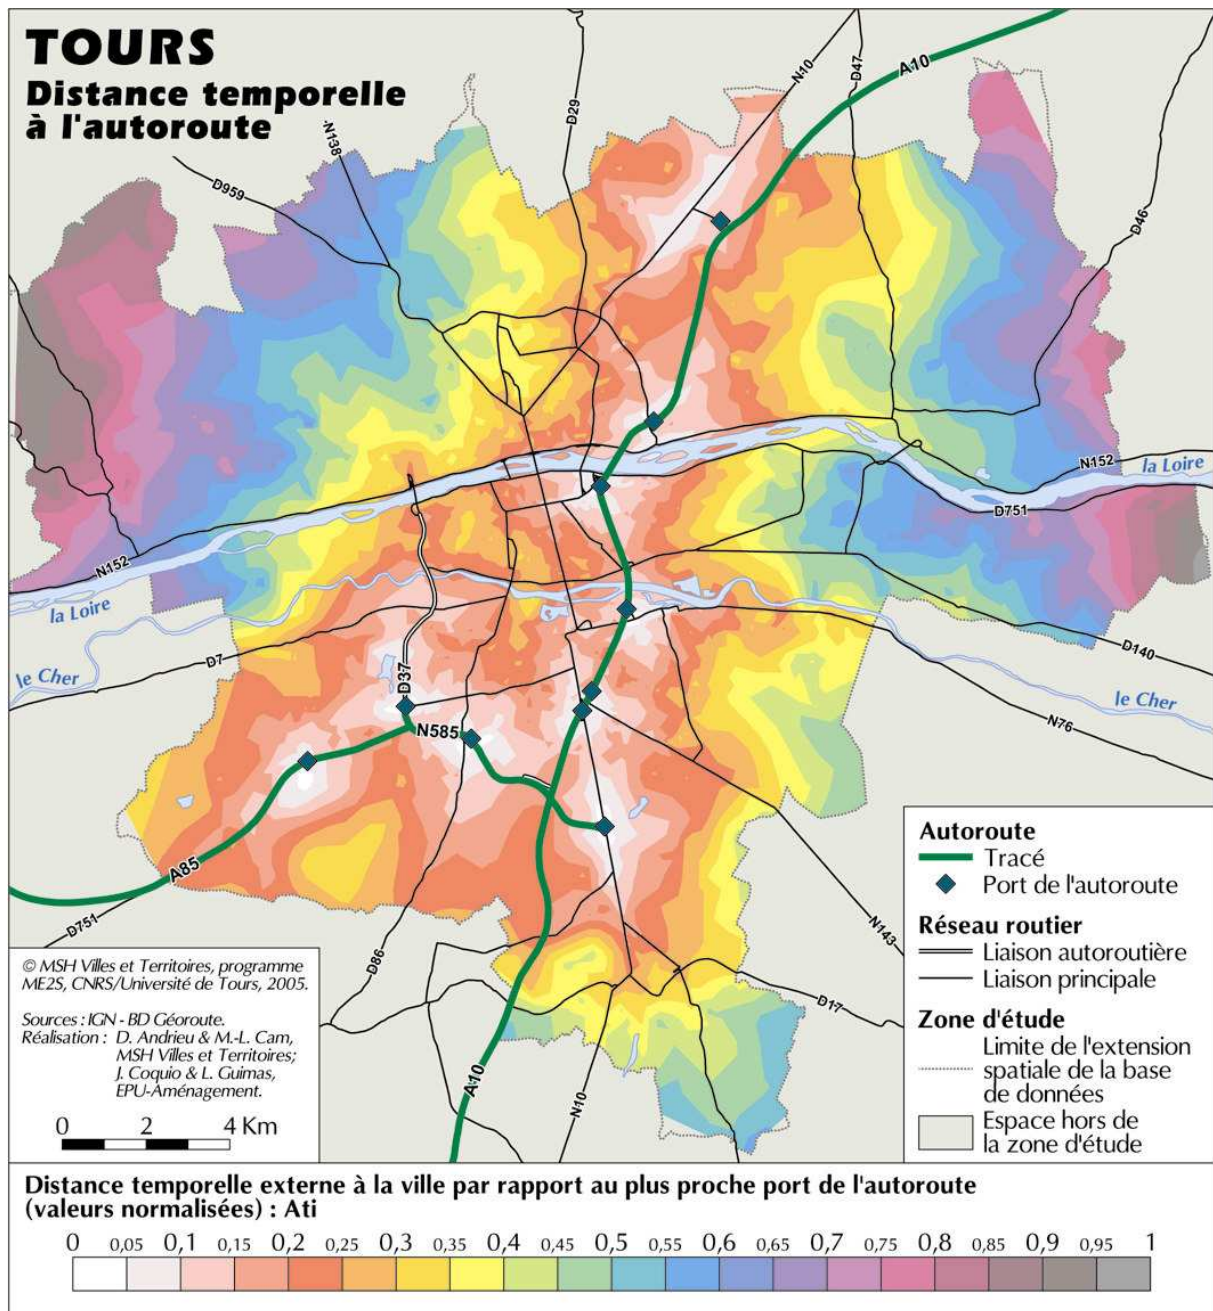 TOURS
Distance temporelle
à l'autoroute
N138
D959
D29
N10
D47
A10
D46
N152
la Loire
D751
N152
la Loire
D7
le Cher
D37
N585
D140
le Cher
N76
A85
D751
D86
N143
D17
A10
N10
© MSH Villes et Territoires, programme
ME2S, CNRS/Université de Tours, 2005.
Sources : IGN - BD Géoroute.
Réalisation : D. Andrieu & M.-L. Cam,
MSH Villes et Territoires;
J. Coquio & L. Guimas,
EPU-Aménagement.
0 2 4 Km
Autoroute
Tracé
Port de l'autoroute
Réseau routier
Liaison autoroutière
Liaison principale
Zone d'étude
Limite de l'extension
spatiale de la base
de données
Espace hors de
la zone d'étude
Distance temporelle externe à la ville par rapport au plus proche port de l'autoroute
(valeurs normalisées) : Ati
0 0,05 0,1 0,15 0,2 0,25 0,3 0,35 0,4 0,45 0,5 0,55 0,6 0,65 0,7 0,75 0,8 0,85 0,9 0,95 1